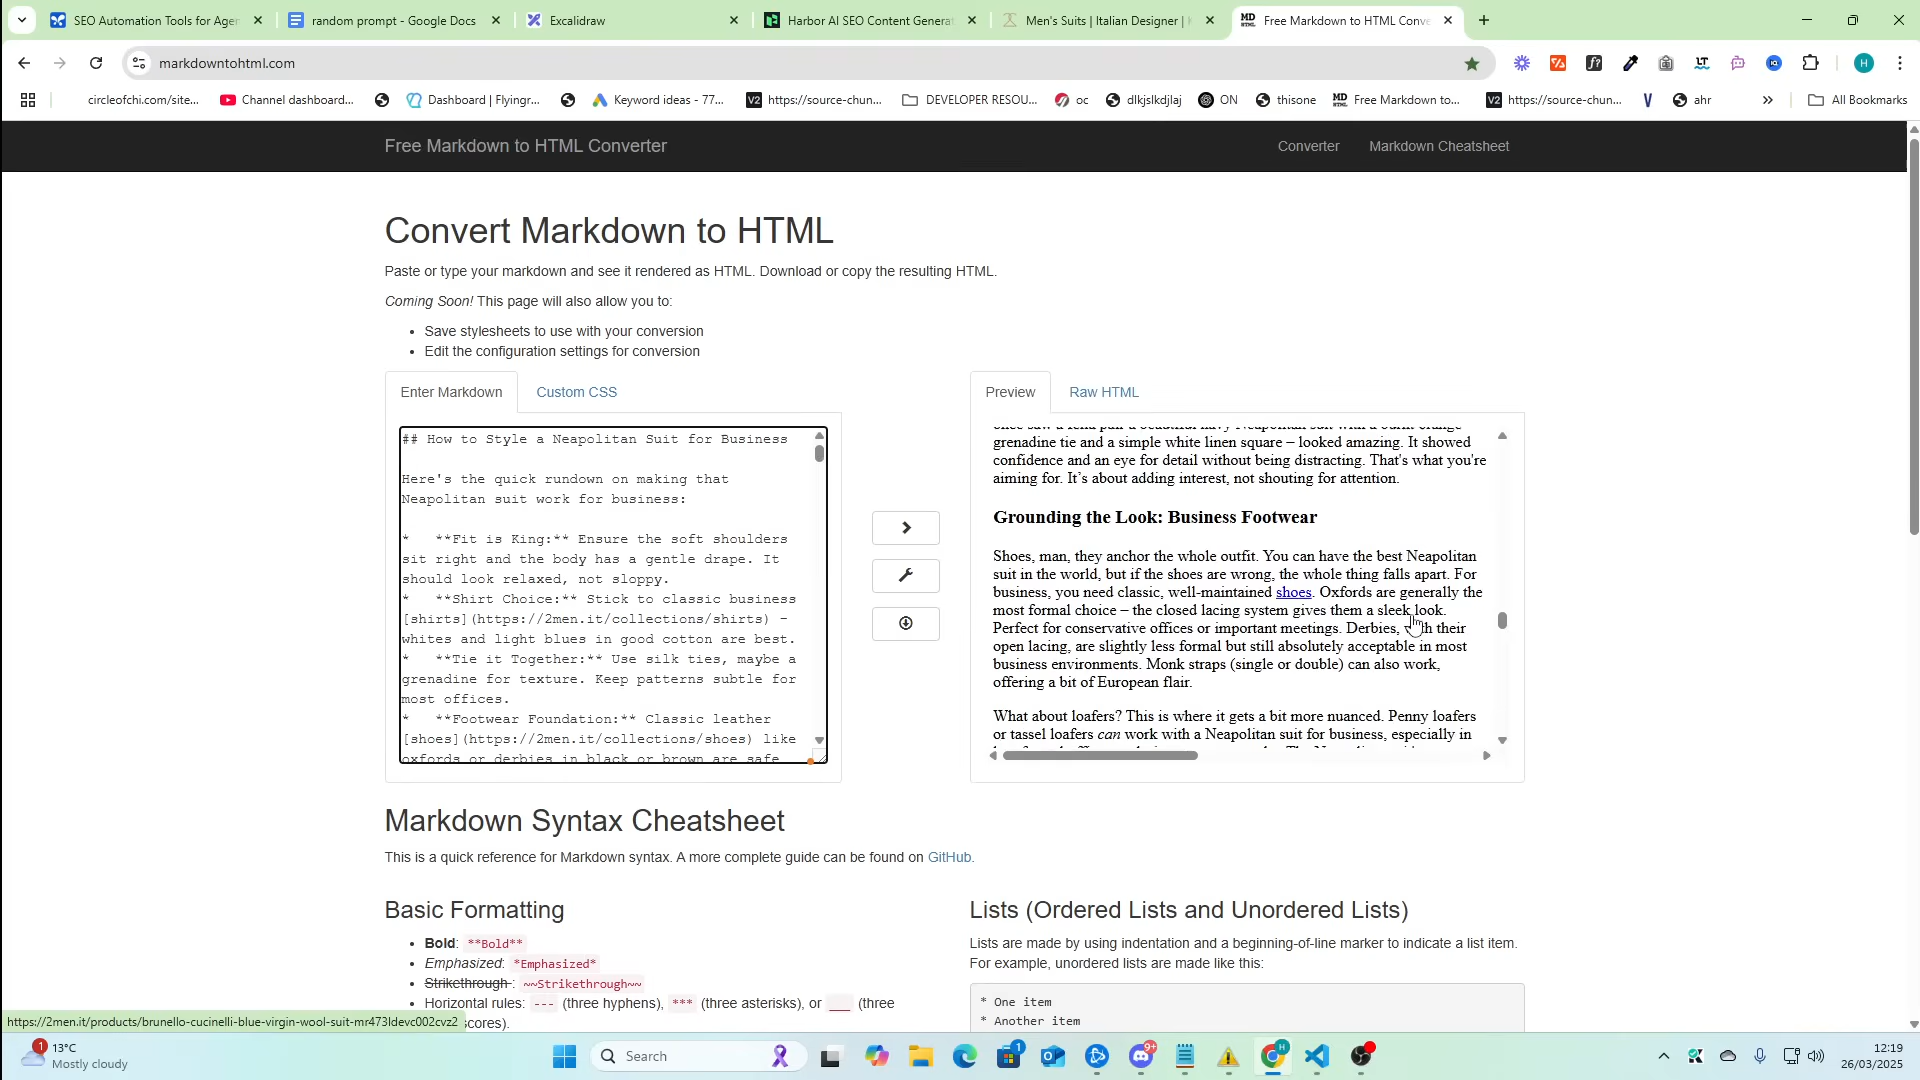 SEO Automation Tools for Agen
random prompt - Google Docs
Excalidraw
Harbor AI SEO Content Generat
Men's Suits | Italian Designer |
Free Markdown to HTML Conve
markdowntohtml.com
circleofchi.com/site...
Channel dashboard...
Dashboard | Flyingr...
Keyword ideas - 77...
https://source-chun...
DEVELOPER RESOU...
oc
dlkjslkdjlaj
ON
thisone
Free Markdown to...
https://source-chun...
ahr
All Bookmarks
Free Markdown to HTML Converter
Converter
Markdown Cheatsheet
Convert Markdown to HTML
Paste or type your markdown and see it rendered as HTML. Download or copy the resulting HTML.
Coming Soon! This page will also allow you to:
• Save stylesheets to use with your conversion
• Edit the configuration settings for conversion
Enter Markdown
Custom CSS
Preview
Raw HTML
## How to Style a Neapolitan Suit for Business
Here's the quick rundown on making that
Neapolitan suit work for business:
*   **Fit is King:** Ensure the soft shoulders
sit right and the body has a gentle drape. It
should look relaxed, not sloppy.
*   **Shirt Choice:** Stick to classic business
[shirts](https://2men.it/collections/shirts) –
whites and light blues in good cotton are best.
*   **Tie it Together:** Use silk ties, maybe a
grenadine for texture. Keep patterns subtle for
most offices.
*   **Footwear Foundation:** Classic leather
[shoes](https://2men.it/collections/shoes) like
oxfords or derbies in black or brown are safe
grenadine tie and a simple white linen square – looked amazing. It showed
confidence and an eye for detail without being distracting. That's what you're
aiming for. It’s about adding interest, not shouting for attention.
Grounding the Look: Business Footwear
Shoes, man, they anchor the whole outfit. You can have the best Neapolitan
suit in the world, but if the shoes are wrong, the whole thing falls apart. For
business, you need classic, well-maintained shoes. Oxfords are generally the
most formal choice – the closed lacing system gives them a sleek look.
Perfect for conservative offices or important meetings. Derbies, with their
open lacing, are slightly less formal but still absolutely acceptable in most
business environments. Monk straps (single or double) can also work,
offering a bit of European flair.
What about loafers? This is where it gets a bit more nuanced. Penny loafers
or tassel loafers can work with a Neapolitan suit for business, especially in
Markdown Syntax Cheatsheet
This is a quick reference for Markdown syntax. A more complete guide can be found on GitHub.
Basic Formatting
• Bold: **Bold**
• Emphasized: *Emphasized*
• Strikethrough: ~~Strikethrough~~
• Horizontal rules: --- (three hyphens), *** (three asterisks), or ___ (three
scores).
Lists (Ordered Lists and Unordered Lists)
Lists are made by using indentation and a beginning-of-line marker to indicate a list item.
For example, unordered lists are made like this:
* One item
* Another item
https://2men.it/products/brunello-cucinelli-blue-virgin-wool-suit-mr473ldevc002cvz2
1
13°C
Mostly cloudy
Search
1
9+
12:19
26/03/2025